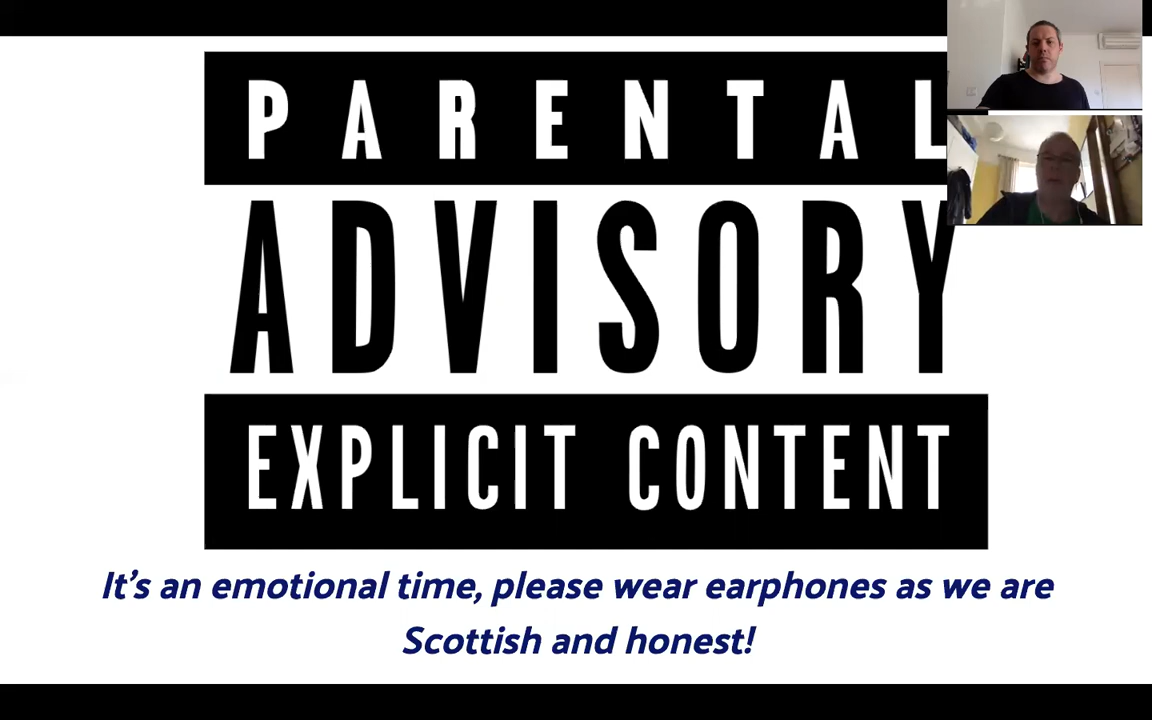 PARENTAL
ADVISORY
EXPLICIT CONTENT
It's an emotional time, please wear earphones as we are
Scottish and honest!